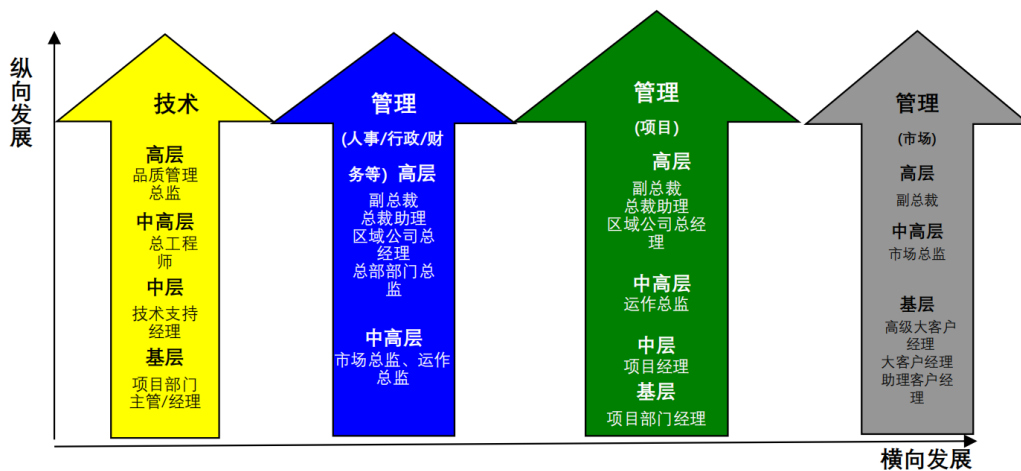 纵向发展
技术
高层
品质管理
总监
中高层
总工程
师
中层
技术支持
经理
基层
项目部门
主管/经理
管理
(人事/行政/财
务等）高层
副总裁
总裁助理
区域公司总
经理
总部部门总
监
中高层
市场总监、运作
总监
管理
(项目)
高层
副总裁
总裁助理
区域公司总经
理
中高层
运作总监
中层
项目经理
基层
项目部门经理
管理
(市场)
高层
副总裁
中高层
市场总监
基层
高级大客户
经理
大客户经理
助理客户经
理
横向发展